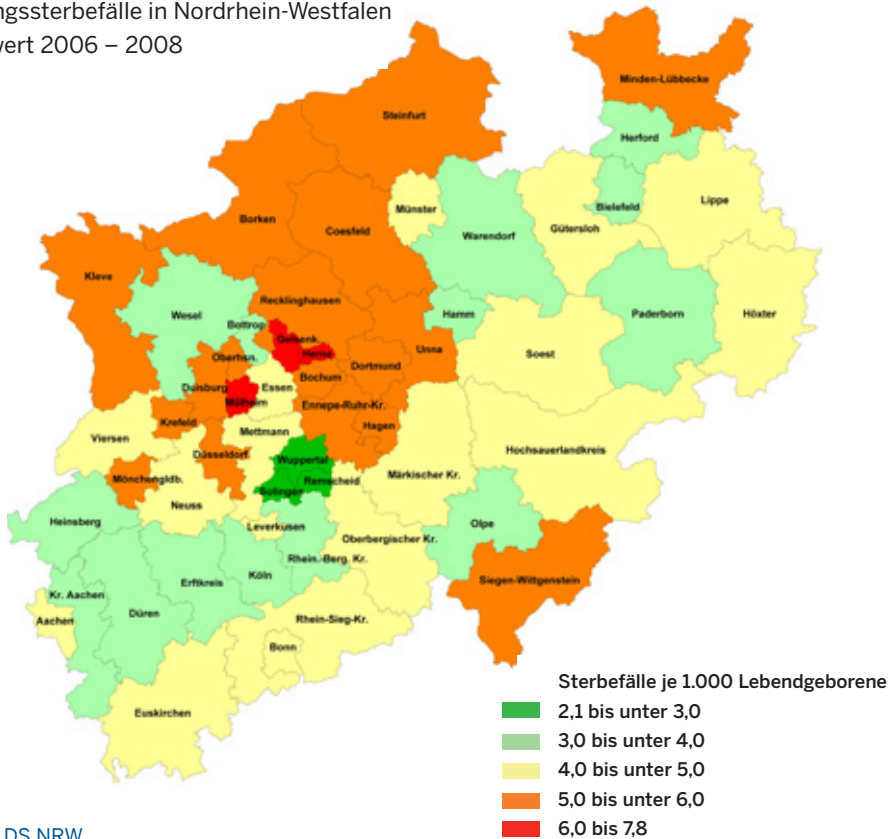 ngssterbefälle in Nordrhein-Westfalen
wert 2006 – 2008
Minden-Lübbecke
Steinfurt
Herford
Lippe
Bielefeld
Münster
Borken
Gütersloh
Coesfeld
Warendorf
Kleve
Recklinghausen
Wesel
Hamm
Paderborn
Höxter
Bottrop
Gelsenk.
Unna
Herne
Soest
Oberhsn.
Dortmund
Bochum
Duisburg
Essen
Mülheim
Ennepe-Ruhr-Kr.
Krefeld
Hagen
Mettmann
Viersen
Hochsauerlandkreis
Düsseldorf
Wuppertal
Märkischer Kr.
Mönchengldb.
Remscheid
Solingen
Neuss
Heinsberg
Leverkusen
Olpe
Oberbergischer Kr.
Rhein.-Berg. Kr.
Köln
Siegen-Wittgenstein
Erftkreis
Kr. Aachen
Düren
Aachen
Rhein-Sieg-Kr.
Bonn
Euskirchen
Sterbefälle je 1.000 Lebendgeborene
2,1 bis unter 3,0
3,0 bis unter 4,0
4,0 bis unter 5,0
5,0 bis unter 6,0
6,0 bis 7,8
DS NRW